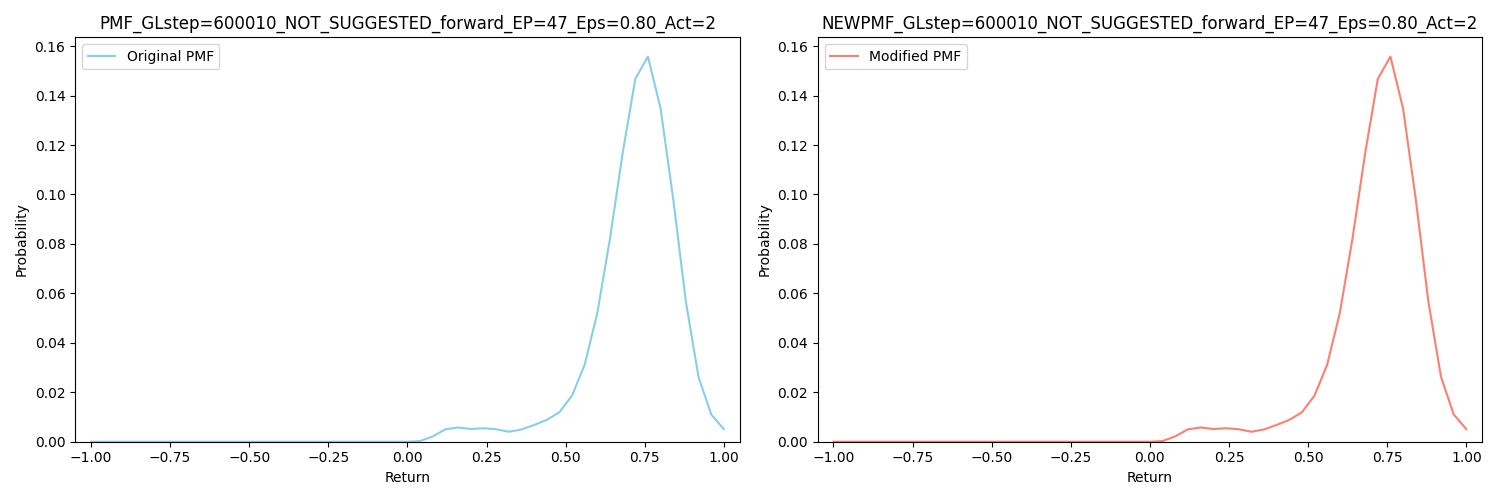 PMF_GLstep=600010_NOT_SUGGESTED_forward_EP=47_Eps=0.80_Act=2
Original PMF
0.16
0.14
0.12
0.10
0.08
0.06
0.04
0.02
0.00
Probability
−1.00 −0.75 −0.50 −0.25 0.00 0.25 0.50 0.75 1.00
Return
NEWPMF_GLstep=600010_NOT_SUGGESTED_forward_EP=47_Eps=0.80_Act=2
Modified PMF
0.16
0.14
0.12
0.10
0.08
0.06
0.04
0.02
0.00
Probability
−1.00 −0.75 −0.50 −0.25 0.00 0.25 0.50 0.75 1.00
Return